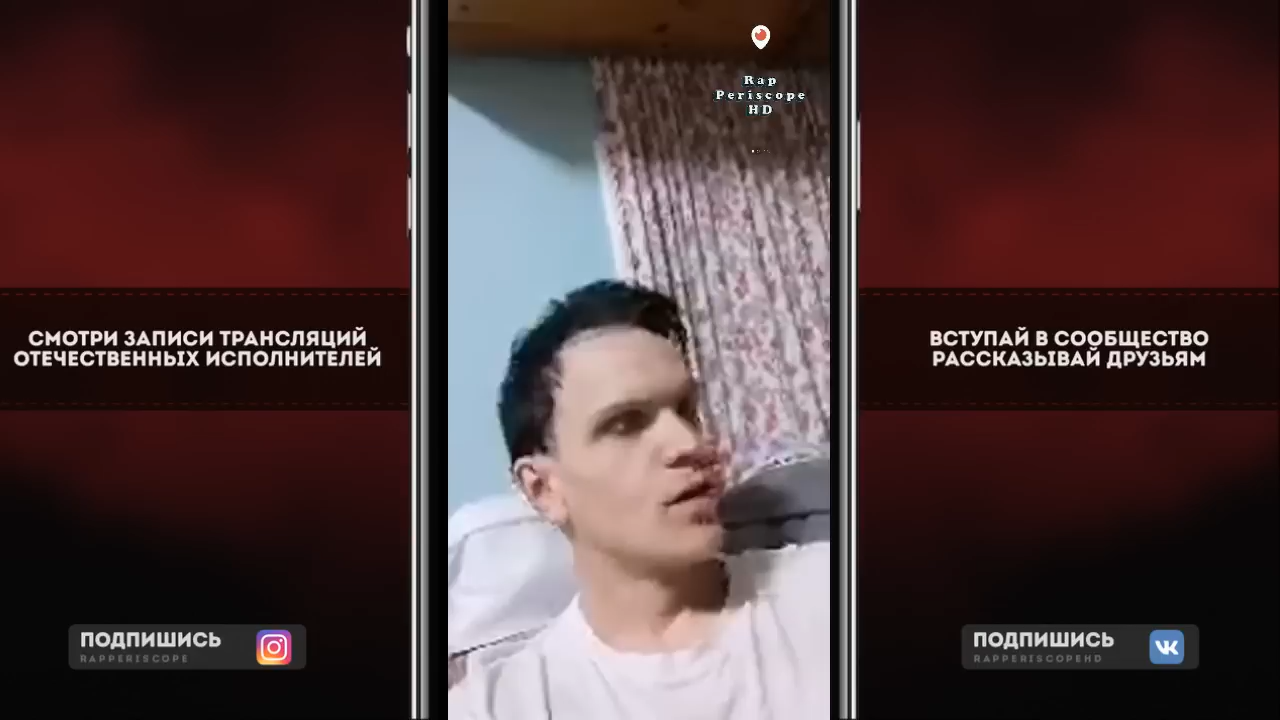 Rap
Periscope
HD
СМОТРИ ЗАПИСИ ТРАНСЛЯЦИЙ
ОТЕЧЕСТВЕННЫХ ИСПОЛНИТЕЛЕЙ
ВСТУПАЙ В СООБЩЕСТВО
РАССКАЗЫВАЙ ДРУЗЬЯМ
ПОДПИШИСЬ
RAPPERISCOPE
ПОДПИШИСЬ
RAPPERISCOPEHD